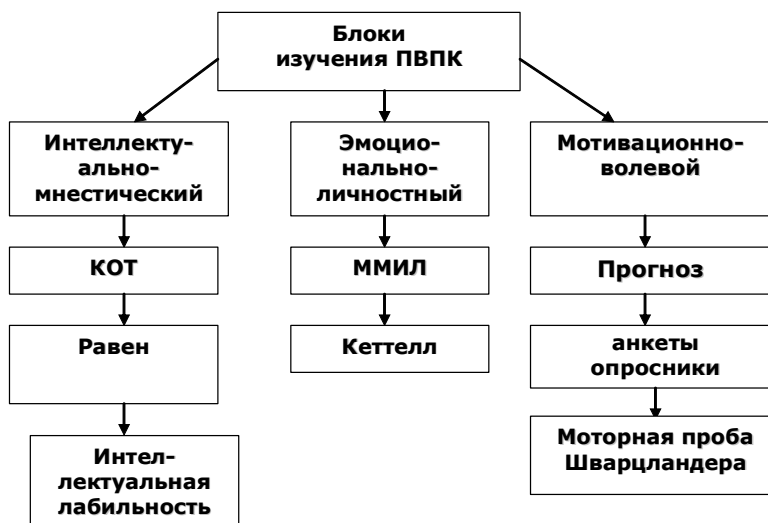 Блоки
изучения ПВПК
Интеллекту-
ально-
мнестический
Эмоцио-
нально-
личностный
Мотивационно-
волевой
КОТ
ММИЛ
Прогноз
Равен
Кеттелл
анкеты
опросники
Интел-
лектуальная
лабильность
Моторная проба
Шварцландера